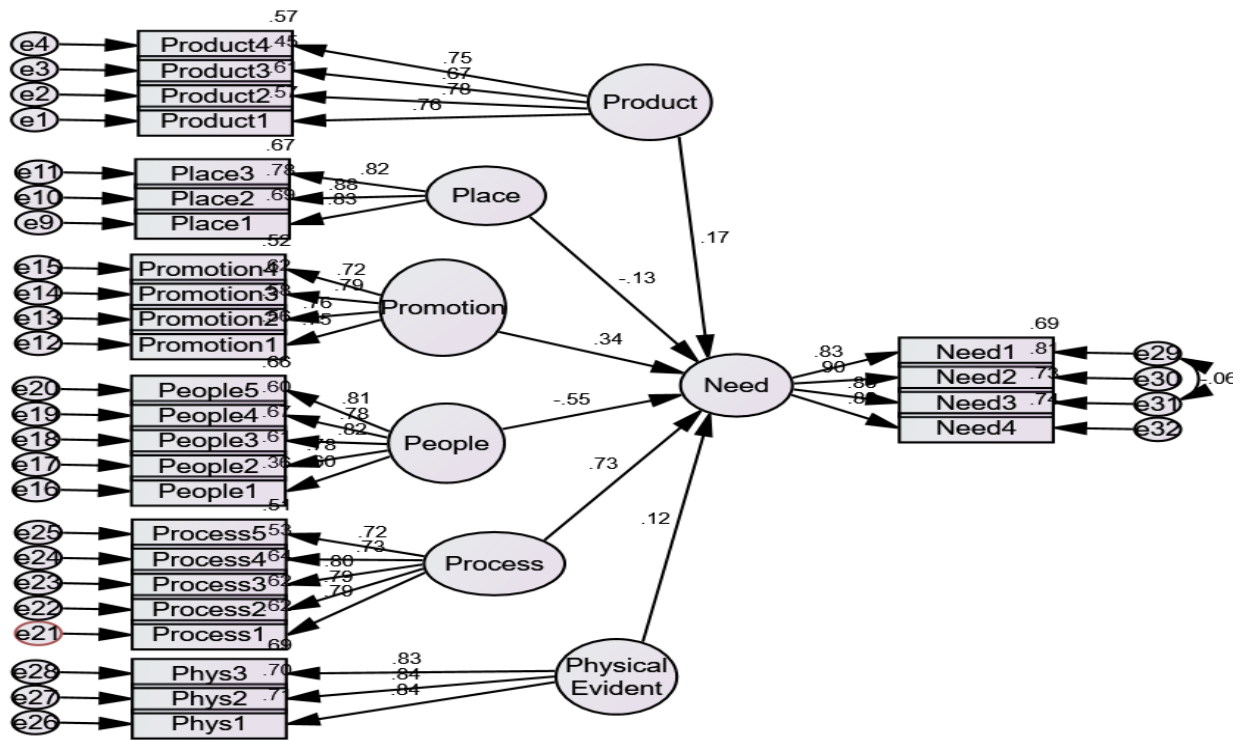 .57
e4 Product4 .45
e3 Product3 .61
e2 Product2 .57
e1 Product1
.75
.67
.78
.76
Product
.67
e11 Place3 .78
e10 Place2 .69
e9 Place1
.82
.88
.83
Place
.17
-.13
.52
e15 Promotion4 .62
e14 Promotion3 .58
e13 Promotion2 .56
e12 Promotion1
.72
.79
.76
.75
Promotion
.34
.66
e20 People5 .60
e19 People4 .67
e18 People3 .61
e17 People2 .36
e16 People1
.81
.78
.82
.78
.60
People
-.55
.51
e25 Process5 .53
e24 Process4 .64
e23 Process3 .62
e22 Process2 .62
e21 Process1
.72
.73
.80
.79
.79
Process
.73
.69
e28 Phys3 .70
e27 Phys2 .71
e26 Phys1
.83
.84
.84
Physical
Evident
.12
Need
.83
.90
.69
Need1 .81 e29
Need2 .73 e30
Need3 .74 e31
Need4 e32
-.06